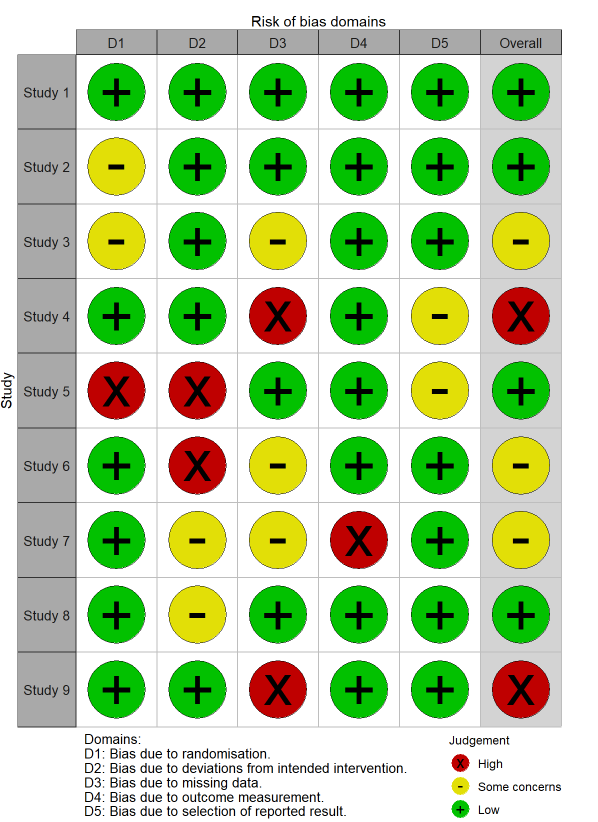 Risk of bias domains
D1 D2 D3 D4 D5 Overall
Study 1 + + + + + +
Study 2 - + + + + +
Study 3 - + - + + -
Study 4 + + X + - X
Study 5 X X + + - +
Study 6 + X - + + -
Study 7 + - - X + -
Study 8 + - + + + +
Study 9 + + X + + X
Study
Domains:
D1: Bias due to randomisation.
D2: Bias due to deviations from intended intervention.
D3: Bias due to missing data.
D4: Bias due to outcome measurement.
D5: Bias due to selection of reported result.
Judgement
X High
- Some concerns
+ Low